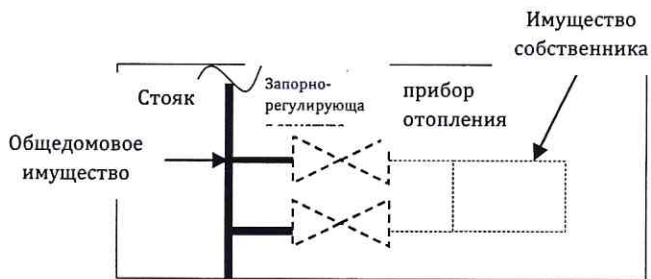 Имущество
собственника
Стояк
Запорно-
регулирующа
прибор
отопления
Общедомовое
имущество